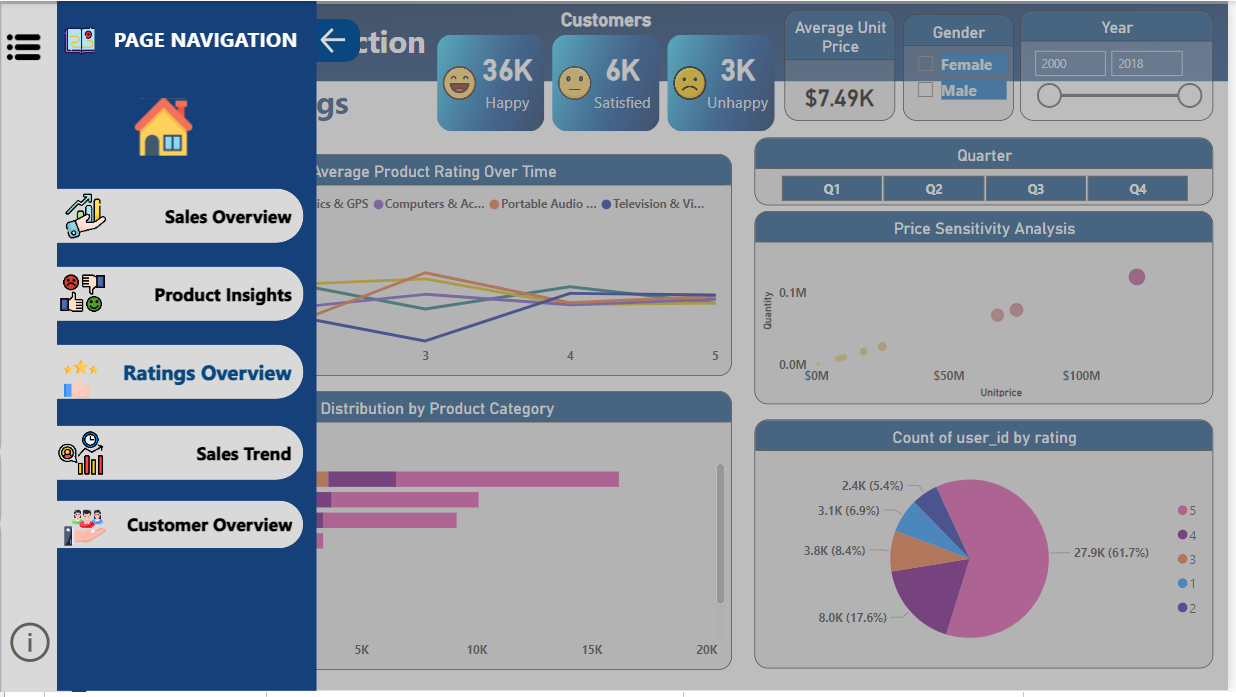 PAGE NAVIGATION
Sales Overview
Product Insights
Ratings Overview
Sales Trend
Customer Overview
i
ction
gs
Customers
36K
Happy
6K
Satisfied
3K
Unhappy
Average Unit
Price
$7.49K
Gender
Female
Male
Year
2000
2018
Average Product Rating Over Time
ics & GPS
Computers & Ac...
Portable Audio ...
Television & Vi...
3
4
5
Quarter
Q1
Q2
Q3
Q4
Price Sensitivity Analysis
Quantity
0.1M
0.0M
$0M
$50M
$100M
Unitprice
Distribution by Product Category
5K
10K
15K
20K
Count of user_id by rating
2.4K (5.4%)
3.1K (6.9%)
3.8K (8.4%)
8.0K (17.6%)
27.9K (61.7%)
5
4
3
1
2